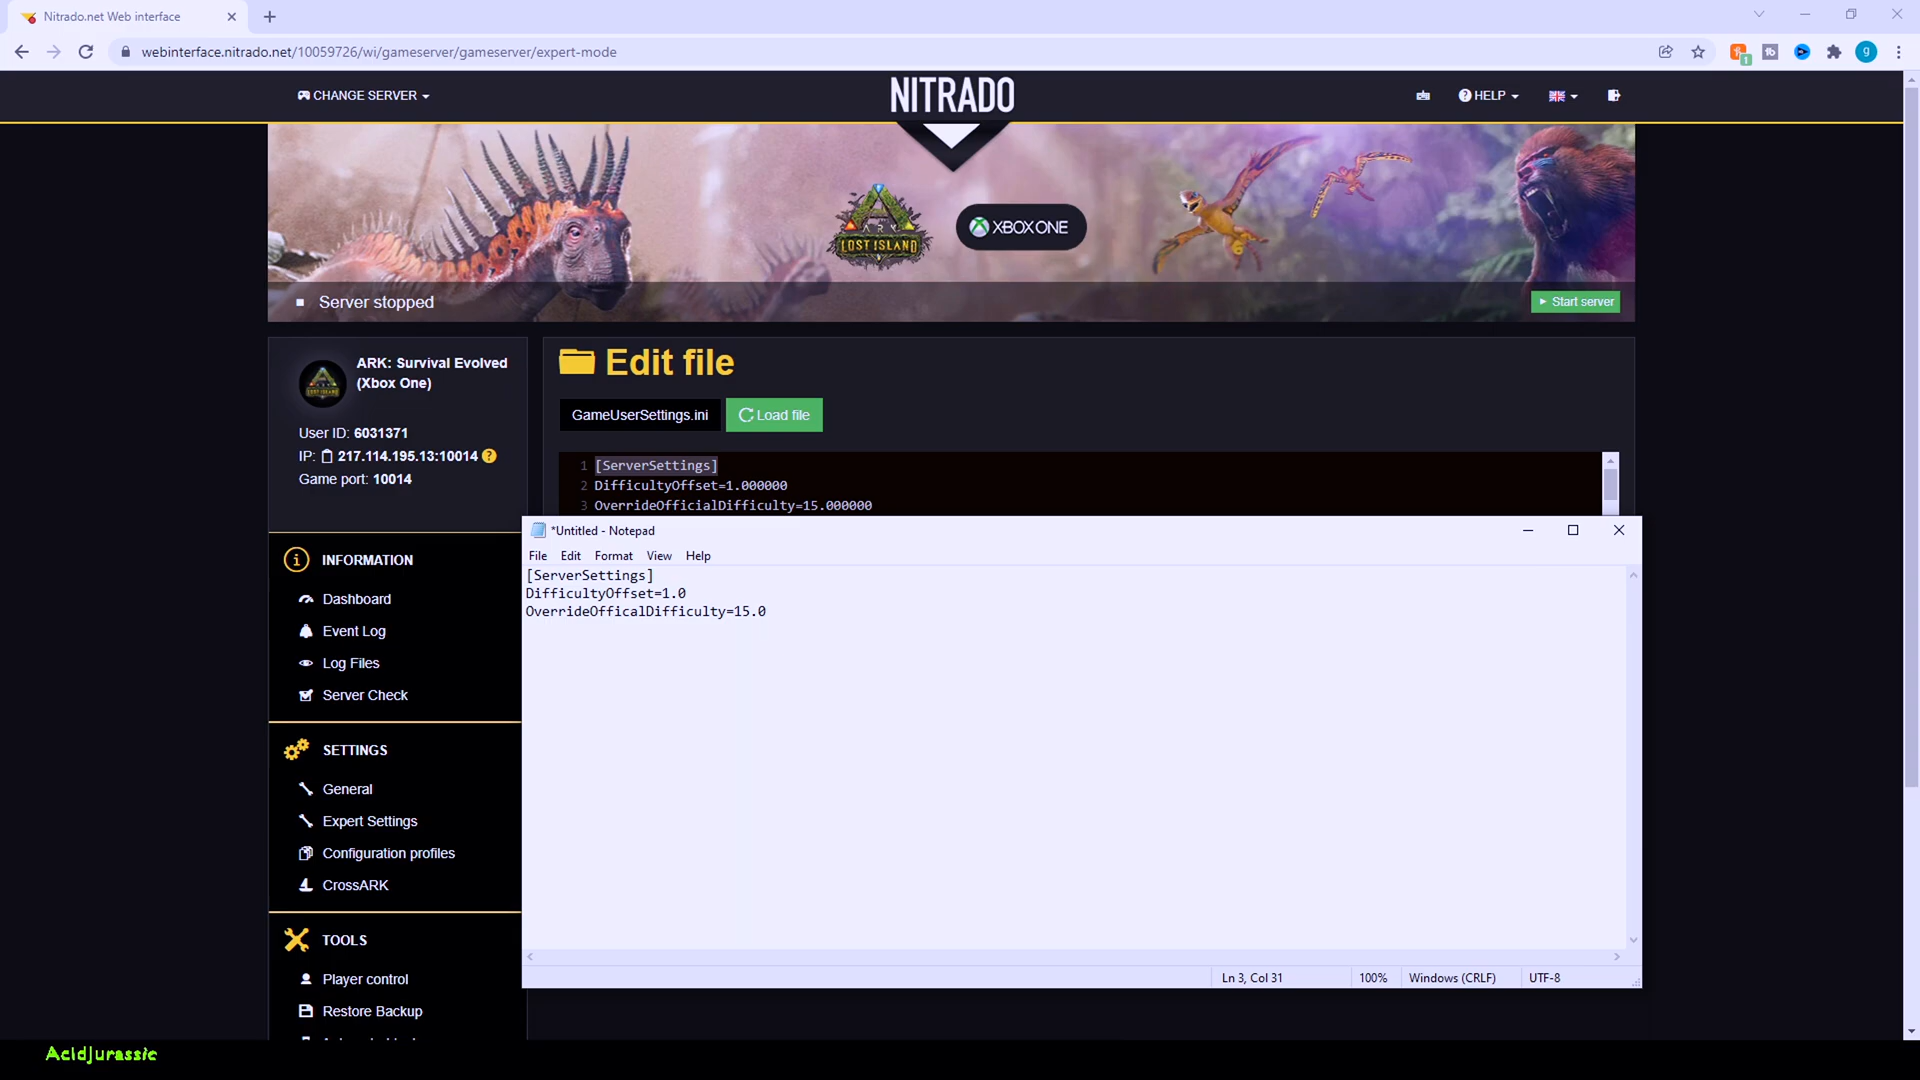 Nitrado.net Web interface
webinterface.nitrado.net/10059726/wi/gameserver/gameserver/expert-mode
1
g
CHANGE SERVER
NITRADO
HELP
ARK
LOST ISLAND
XBOX ONE
Server stopped
Start server
ARK: Survival Evolved
(Xbox One)
User ID: 6031371
IP: 217.114.195.13:10014 ?
Game port: 10014
INFORMATION
Dashboard
Event Log
Log Files
Server Check
SETTINGS
General
Expert Settings
Configuration profiles
CrossARK
TOOLS
Player control
Restore Backup
Edit file
GameUserSettings.ini
Load file
1 [ServerSettings]
2 DifficultyOffset=1.000000
3 OverrideOfficialDifficulty=15.000000
*Untitled - Notepad
File Edit Format View Help
[ServerSettings]
DifficultyOffset=1.0
OverrideOfficalDifficulty=15.0
Ln 3, Col 31
100%
Windows (CRLF)
UTF-8
AcidJurassic